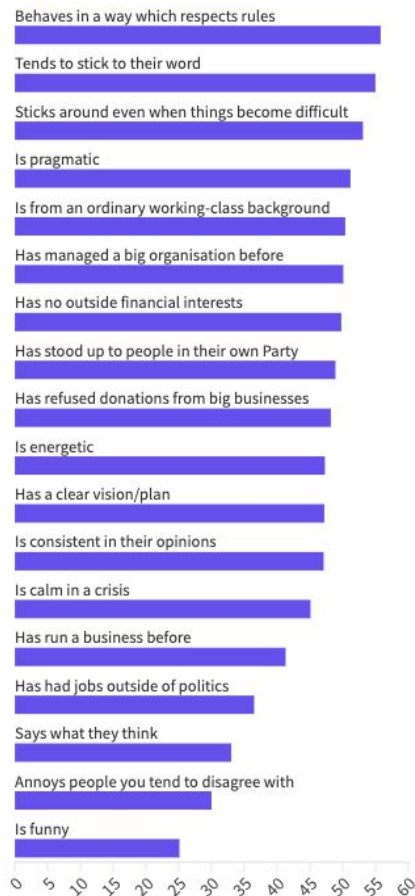 Behaves in a way which respects rules
Tends to stick to their word
Sticks around even when things become difficult
Is pragmatic
Is from an ordinary working-class background
Has managed a big organisation before
Has no outside financial interests
Has stood up to people in their own Party
Has refused donations from big businesses
Is energetic
Has a clear vision/plan
Is consistent in their opinions
Is calm in a crisis
Has run a business before
Has had jobs outside of politics
Says what they think
Annoys people you tend to disagree with
Is funny
0 5 10 15 20 25 30 35 40 45 50 55 60